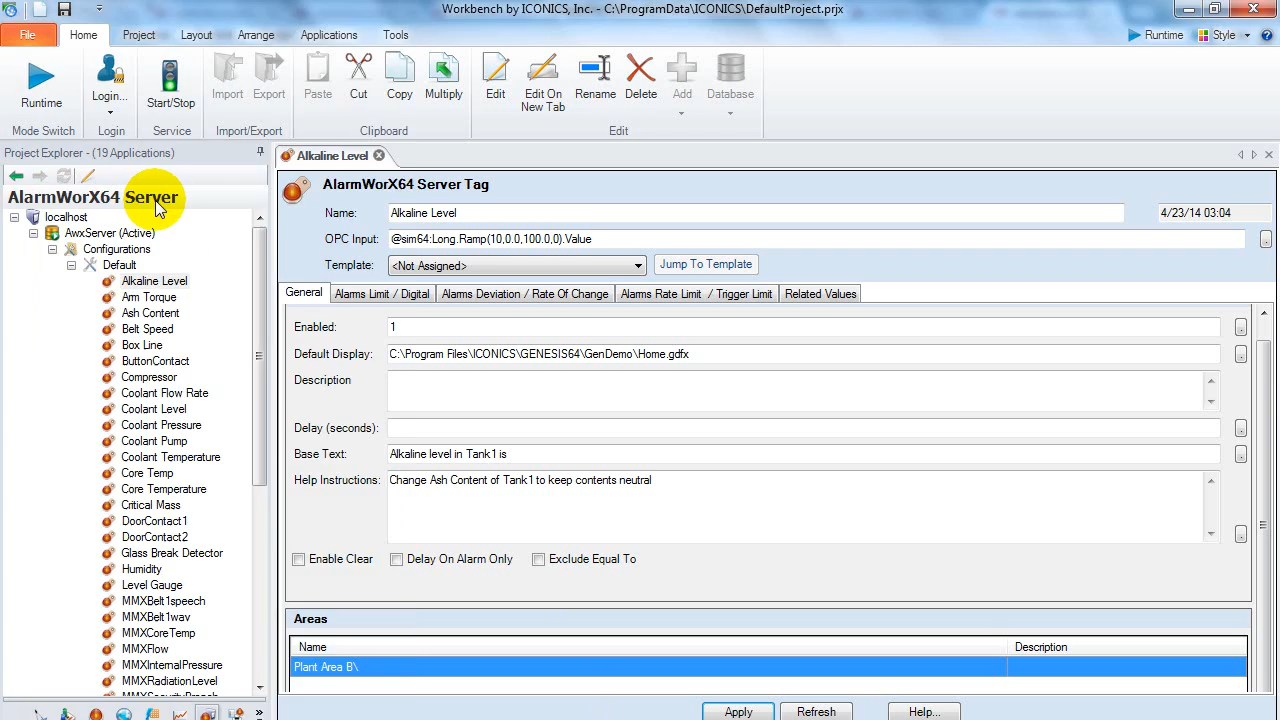 Workbench by ICONICS, Inc. - C:\ProgramData\ICONICS\DefaultProject.prjx
File Home Project Layout Arrange Applications Tools Runtime Style
Runtime Login... Start/Stop Import Export Paste Cut Copy Multiply Edit Edit On New Tab Rename Delete Add Database
Mode Switch Login Service Import/Export Clipboard Edit
Project Explorer - (19 Applications)
AlarmWorX64 Server
localhost
AwxServer (Active)
Configurations
Default
Alkaline Level
Arm Torque
Ash Content
Belt Speed
Box Line
ButtonContact
Compressor
Coolant Flow Rate
Coolant Level
Coolant Pressure
Coolant Pump
Coolant Temperature
Core Temp
Core Temperature
Critical Mass
DoorContact1
DoorContact2
Glass Break Detector
Humidity
Level Gauge
MMXBelt1speech
MMXBelt1wav
MMXCoreTemp
MMXFlow
MMXInternalPressure
MMXRadiationLevel
MMXSecurityBreach
Alkaline Level
AlarmWorX64 Server Tag
Name: Alkaline Level 4/23/14 03:04
OPC Input: @sim64:Long.Ramp(10,0.0,100.0,0).Value
Template: <Not Assigned> Jump To Template
General Alarms Limit / Digital Alarms Deviation / Rate Of Change Alarms Rate Limit / Trigger Limit Related Values
Enabled: 1
Default Display: C:\Program Files\ICONICS\GENESIS64\GenDemo\Home.gdfx
Description
Delay (seconds):
Base Text: Alkaline level in Tank1 is
Help Instructions: Change Ash Content of Tank1 to keep contents neutral
Enable Clear Delay On Alarm Only Exclude Equal To
Areas
Name Description
Plant Area B\
Apply Refresh Help...